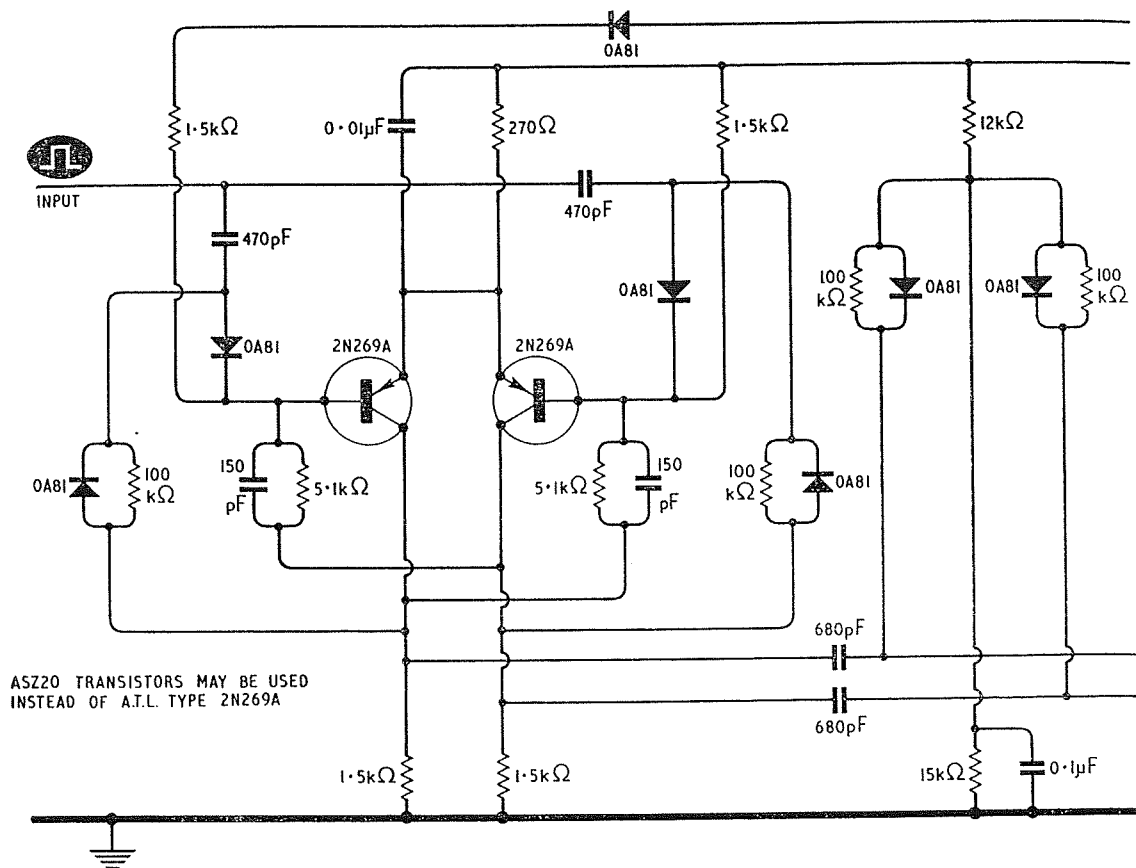 OA81
1·5kΩ
0·01µF
270Ω
1·5kΩ
12kΩ
INPUT
470pF
470pF
100
kΩ
OA81
OA81
100
kΩ
OA81
OA81
2N269A
2N269A
OA81
100
kΩ
150
pF
5·1kΩ
5·1kΩ
150
pF
100
kΩ
OA81
680pF
680pF
ASZ20 TRANSISTORS MAY BE USED
INSTEAD OF A.T.L. TYPE 2N269A
1·5kΩ
1·5kΩ
15kΩ
0·1µF